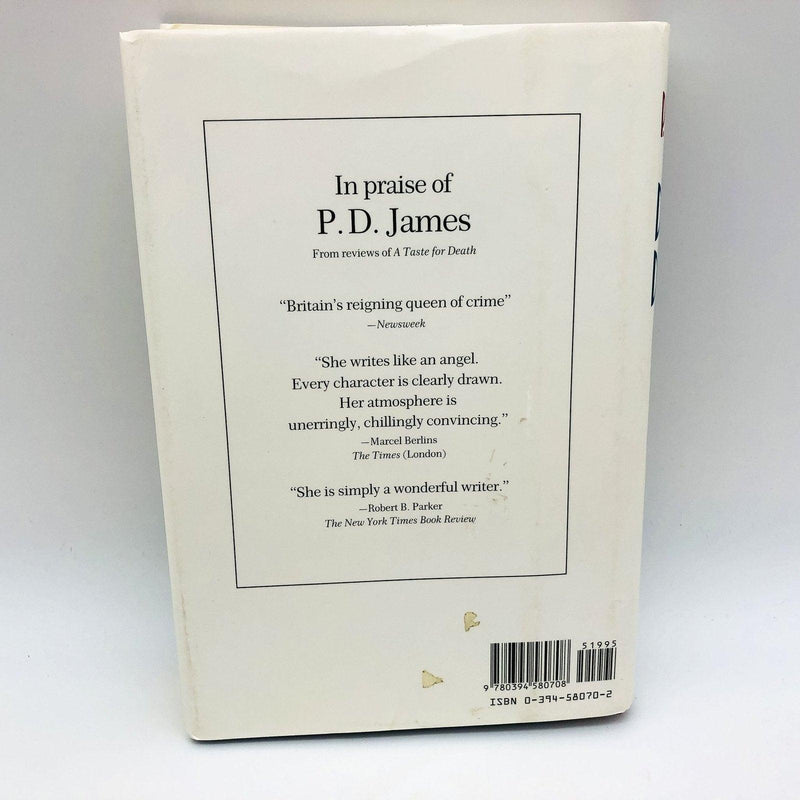 In praise of
P.D. James
From reviews of A Taste for Death
“Britain’s reigning queen of crime”
—Newsweek
“She writes like an angel.
Every character is clearly drawn.
Her atmosphere is
unerringly, chillingly convincing.”
—Marcel Berlins
The Times (London)
“She is simply a wonderful writer.”
—Robert B. Parker
The New York Times Book Review
51995
9 780394 580708
ISBN 0-394-58070-2